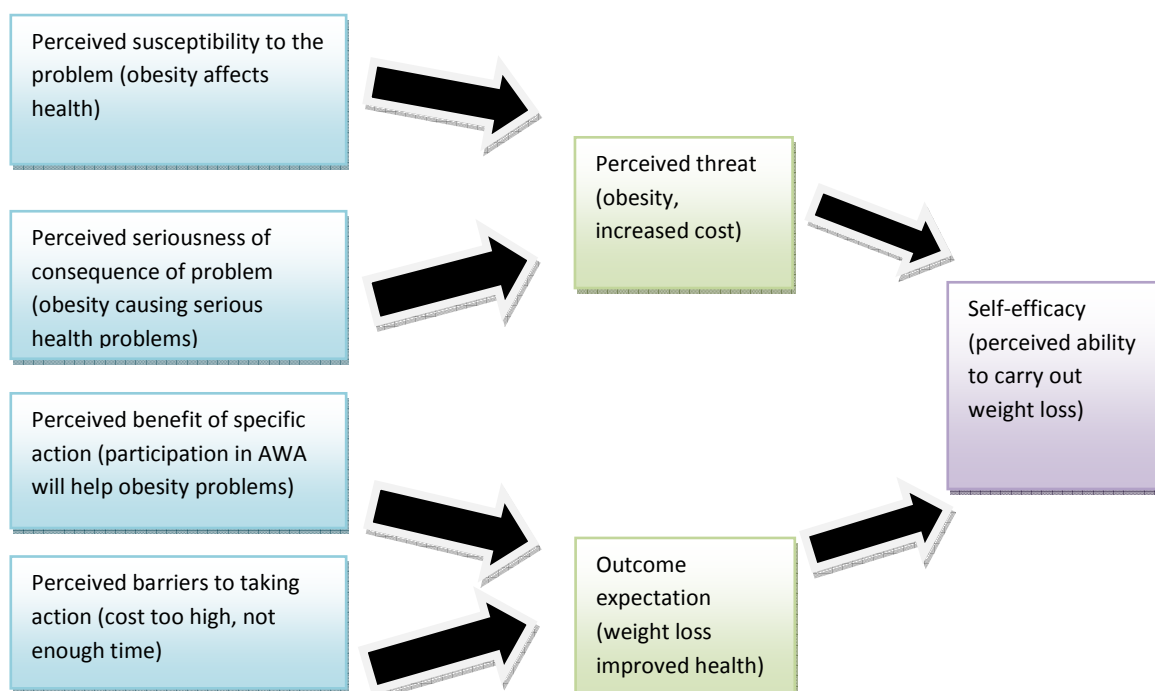 Perceived susceptibility to the
problem (obesity affects
health)
Perceived seriousness of
consequence of problem
(obesity causing serious
health problems)
Perceived benefit of specific
action (participation in AWA
will help obesity problems)
Perceived barriers to taking
action (cost too high, not
enough time)
Perceived threat
(obesity,
increased cost)
Outcome
expectation
(weight loss
improved health)
Self-efficacy
(perceived ability
to carry out
weight loss)